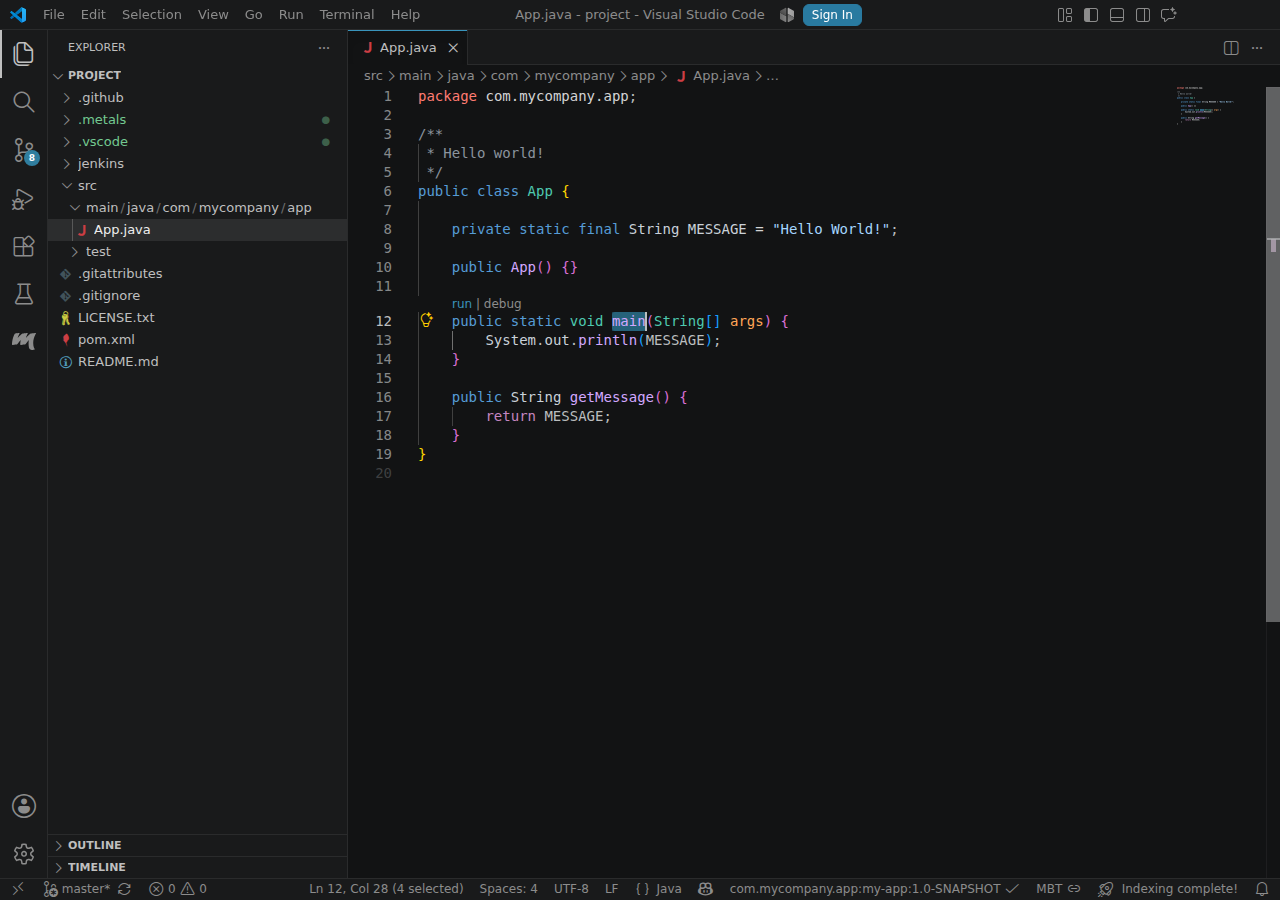 File Edit Selection View Go Run Terminal Help App.java - project - Visual Studio Code Sign In
EXPLORER
PROJECT
.github
.metals
.vscode
8
jenkins
src
main/java/com/mycompany/app
App.java
test
.gitattributes
.gitignore
LICENSE.txt
pom.xml
README.md
OUTLINE
TIMELINE
App.java
src main java com mycompany app App.java ...
1 package com.mycompany.app;
2
3 /**
4 * Hello world!
5 */
6 public class App {
7
8 private static final String MESSAGE = "Hello World!";
9
10 public App() {}
11
run | debug
12 public static void main(String[] args) {
13 System.out.println(MESSAGE);
14 }
15
16 public String getMessage() {
17 return MESSAGE;
18 }
19 }
20
master* 0 0 Ln 12, Col 28 (4 selected) Spaces: 4 UTF-8 LF { } Java com.mycompany.app:my-app:1.0-SNAPSHOT MBT Indexing complete!